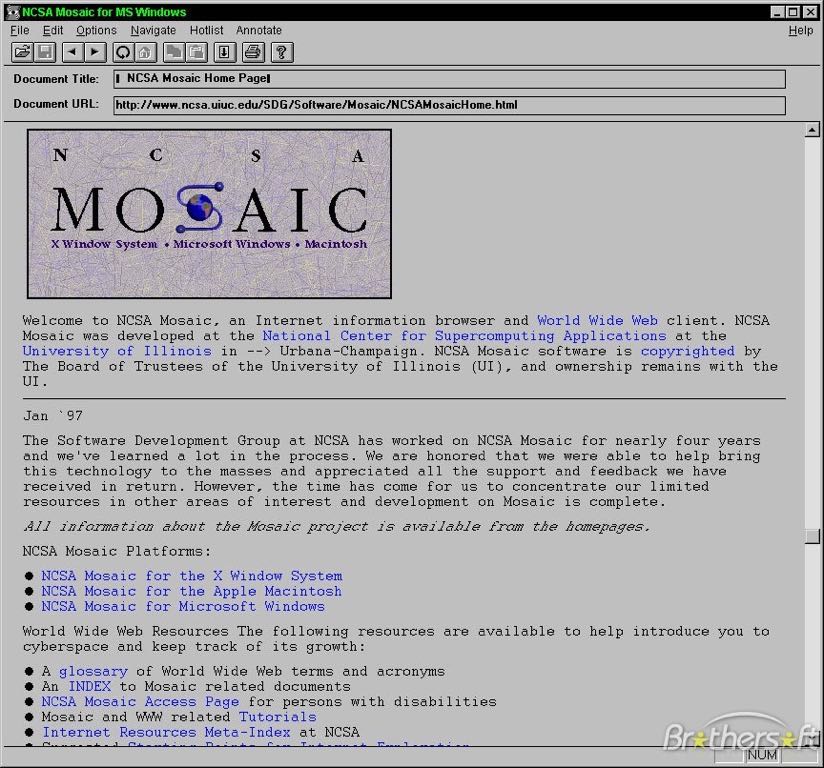 NCSA Mosaic for MS Windows
File Edit Options Navigate Hotlist Annotate Help
Document Title: NCSA Mosaic Home Page
Document URL: http://www.ncsa.uiuc.edu/SDG/Software/Mosaic/NCSAMosaicHome.html
N C S A
MOSAIC
X Window System • Microsoft Windows • Macintosh
Welcome to NCSA Mosaic, an Internet information browser and World Wide Web client. NCSA
Mosaic was developed at the National Center for Supercomputing Applications at the
University of Illinois in --> Urbana-Champaign. NCSA Mosaic software is copyrighted by
The Board of Trustees of the University of Illinois (UI), and ownership remains with the
UI.
Jan `97
The Software Development Group at NCSA has worked on NCSA Mosaic for nearly four years
and we've learned a lot in the process. We are honored that we were able to help bring
this technology to the masses and appreciated all the support and feedback we have
received in return. However, the time has come for us to concentrate our limited
resources in other areas of interest and development on Mosaic is complete.
All information about the Mosaic project is available from the homepages.
NCSA Mosaic Platforms:
● NCSA Mosaic for the X Window System
● NCSA Mosaic for the Apple Macintosh
● NCSA Mosaic for Microsoft Windows
World Wide Web Resources The following resources are available to help introduce you to
cyberspace and keep track of its growth:
● A glossary of World Wide Web terms and acronyms
● An INDEX to Mosaic related documents
● NCSA Mosaic Access Page for persons with disabilities
● Mosaic and WWW related Tutorials
● Internet Resources Meta-Index at NCSA
● Suggested Starting Points for Internet Exploration
Brothersoft
NUM